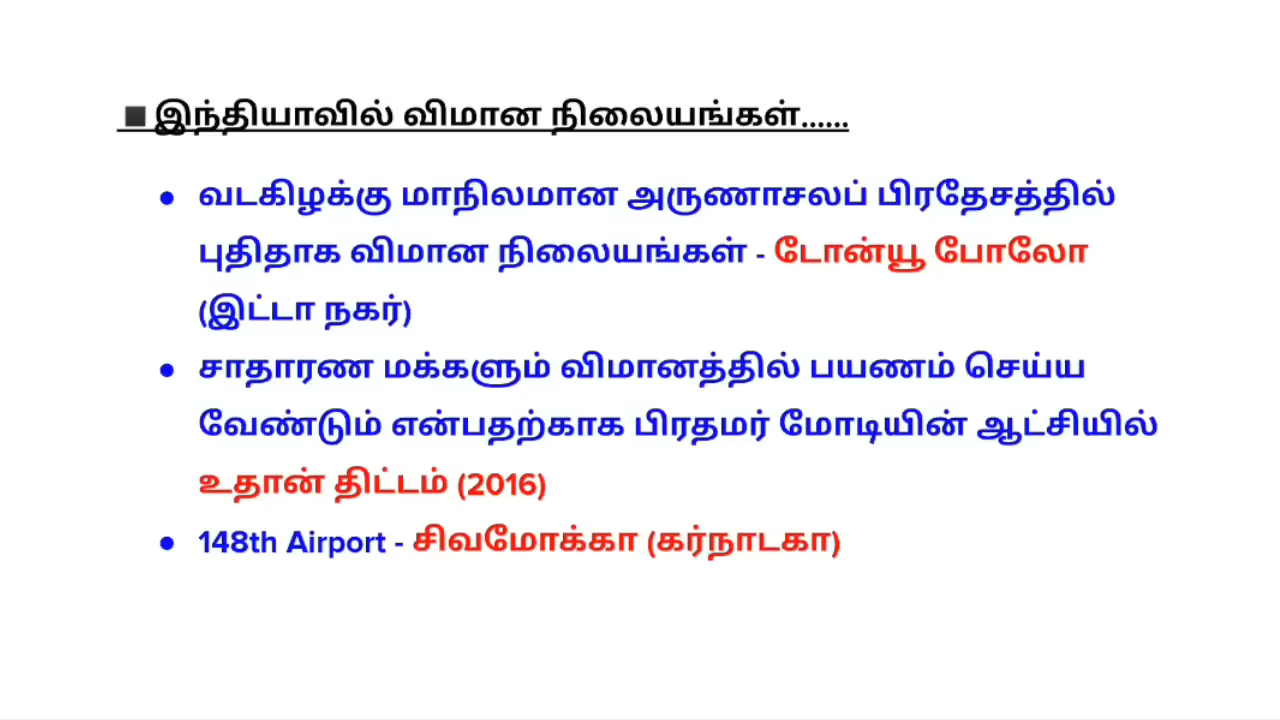 ◾இந்தியாவில் விமான நிலையங்கள்......
● வடகிழக்கு மாநிலமான அருணாசலப் பிரதேசத்தில்
புதிதாக விமான நிலையங்கள் - டோன்யூ போலோ
(இட்டா நகர்)
● சாதாரண மக்களும் விமானத்தில் பயணம் செய்ய
வேண்டும் என்பதற்காக பிரதமர் மோடியின் ஆட்சியில்
உதான் திட்டம் (2016)
● 148th Airport - சிவமோக்கா (கர்நாடகா)